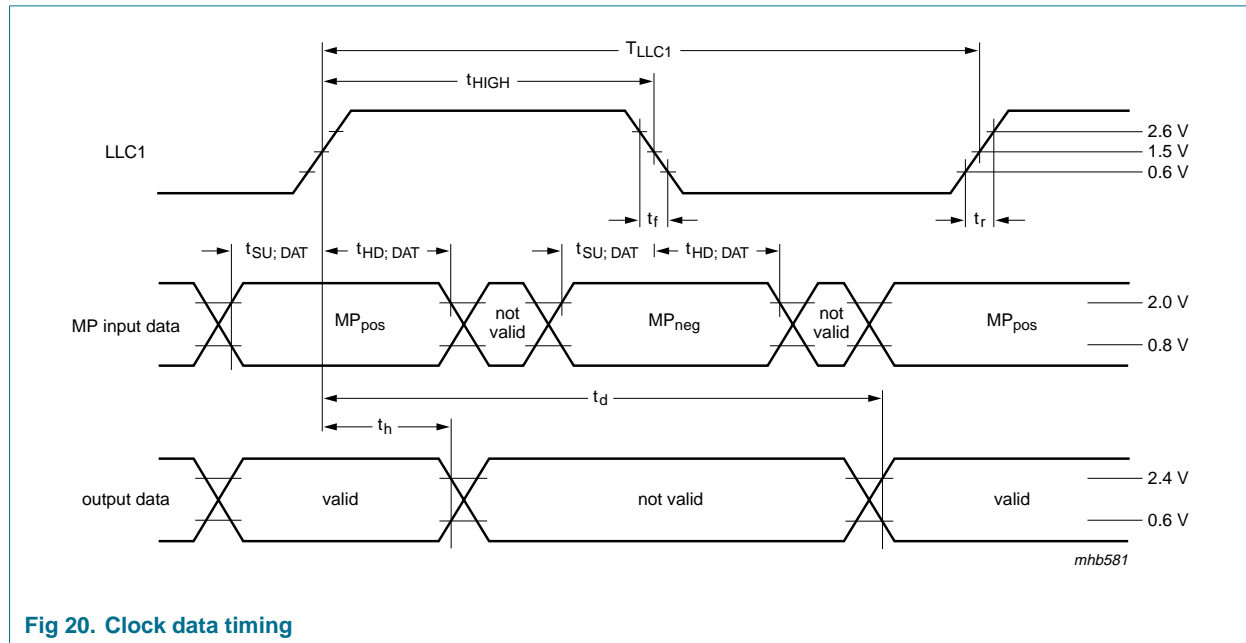 TLLC1
tHIGH
LLC1
2.6 V
1.5 V
0.6 V
tf
tr
tSU; DAT
tHD; DAT
tSU; DAT
tHD; DAT
MP input data
MPpos
not
valid
MPneg
not
valid
MPpos
2.0 V
0.8 V
td
th
output data
valid
not valid
valid
2.4 V
0.6 V
mhb581
Fig 20. Clock data timing